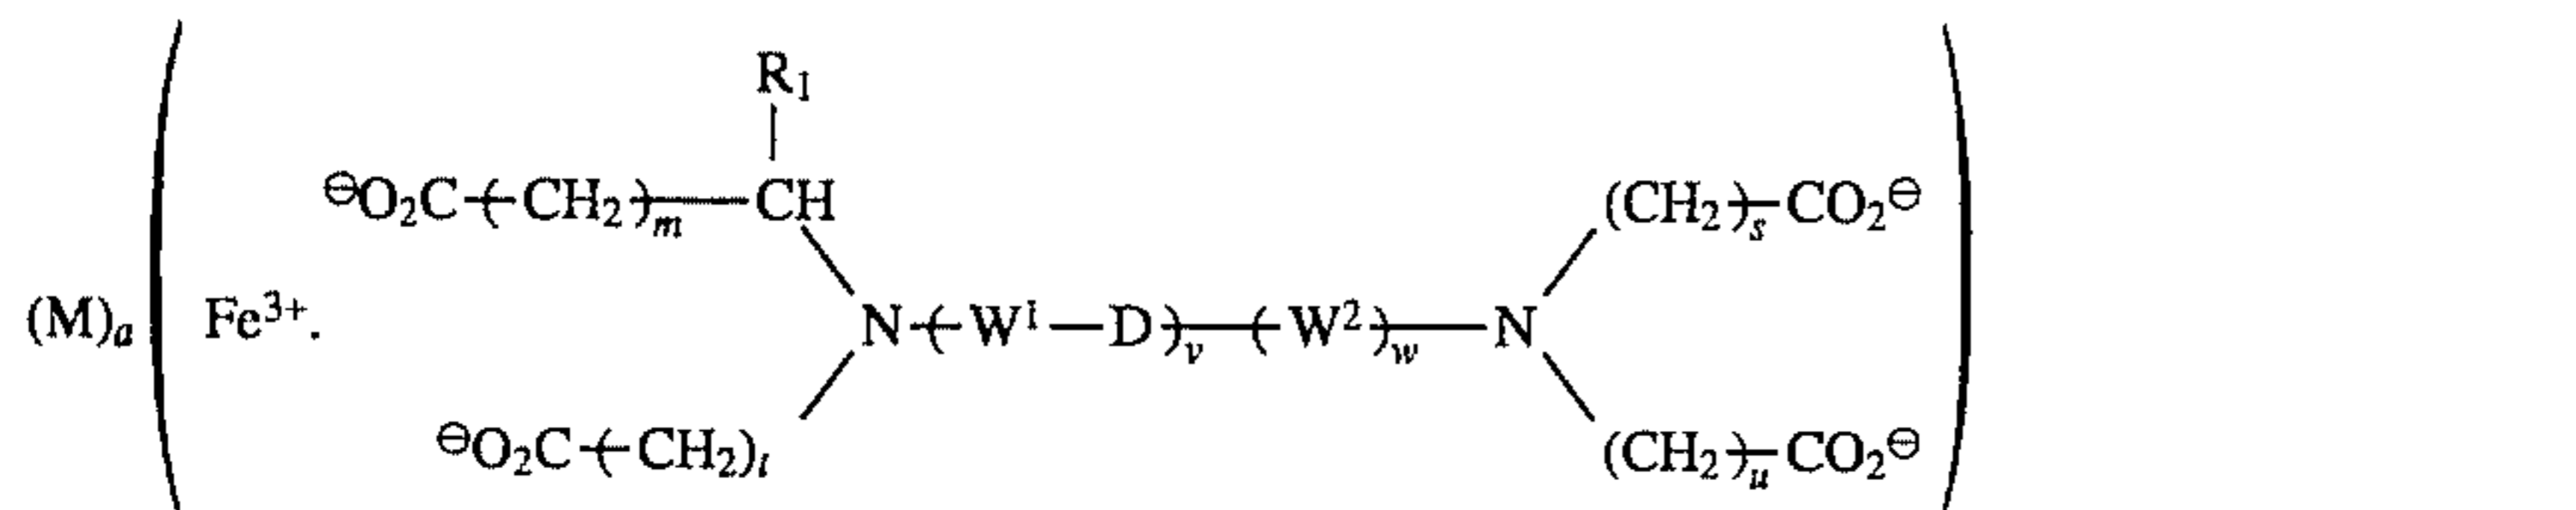 R₁
⊖O₂C-(-CH₂-)ₘ—CH (CH₂-)ₛ-CO₂⊖
(M)ₐ ( Fe³⁺. N-(-W¹—D-)ᵥ—(-W²-)w—N )
⊖O₂C-(-CH₂)ₜ (CH₂-)ᵤ-CO₂⊖